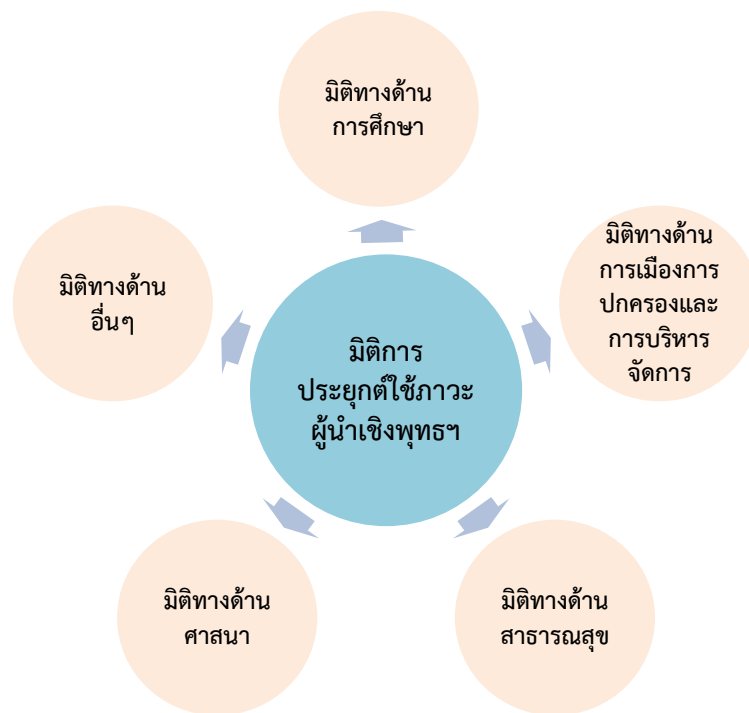 มิติทางด้าน
การศึกษา
มิติทางด้าน
การเมืองการ
ปกครองและ
การบริหาร
จัดการ
มิติทางด้าน
อื่นๆ
มิติการ
ประยุกต์ใช้ภาวะ
ผู้นำเชิงพุทธฯ
มิติทางด้าน
ศาสนา
มิติทางด้าน
สาธารณสุข